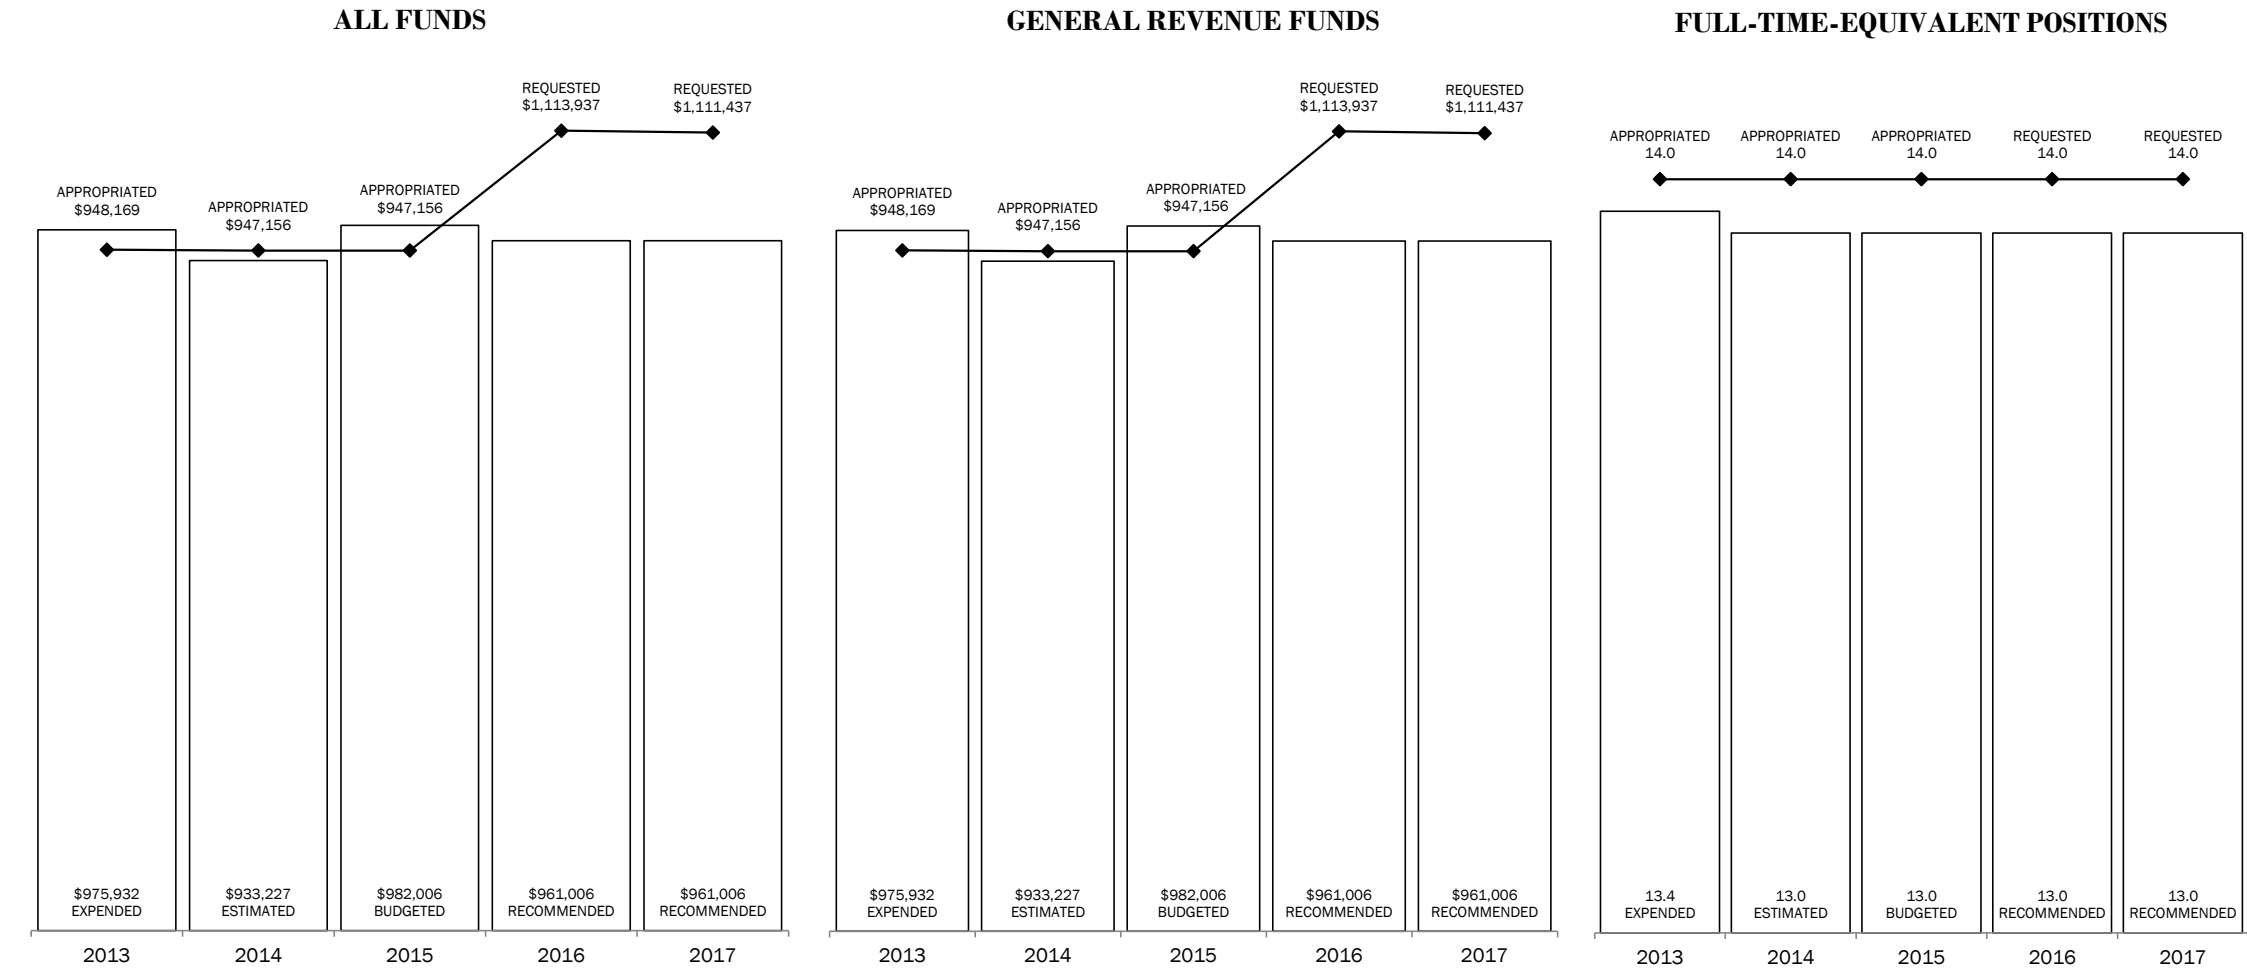 ALL FUNDS
REQUESTED
$1,113,937
REQUESTED
$1,111,437
APPROPRIATED
$948,169
APPROPRIATED
$947,156
APPROPRIATED
$947,156
$975,932
EXPENDED
$933,227
ESTIMATED
$982,006
BUDGETED
$961,006
RECOMMENDED
$961,006
RECOMMENDED
2013
2014
2015
2016
2017
GENERAL REVENUE FUNDS
REQUESTED
$1,113,937
REQUESTED
$1,111,437
APPROPRIATED
$948,169
APPROPRIATED
$947,156
APPROPRIATED
$947,156
$975,932
EXPENDED
$933,227
ESTIMATED
$982,006
BUDGETED
$961,006
RECOMMENDED
$961,006
RECOMMENDED
2013
2014
2015
2016
2017
FULL-TIME-EQUIVALENT POSITIONS
APPROPRIATED
14.0
APPROPRIATED
14.0
APPROPRIATED
14.0
REQUESTED
14.0
REQUESTED
14.0
13.4
EXPENDED
13.0
ESTIMATED
13.0
BUDGETED
13.0
RECOMMENDED
13.0
RECOMMENDED
2013
2014
2015
2016
2017